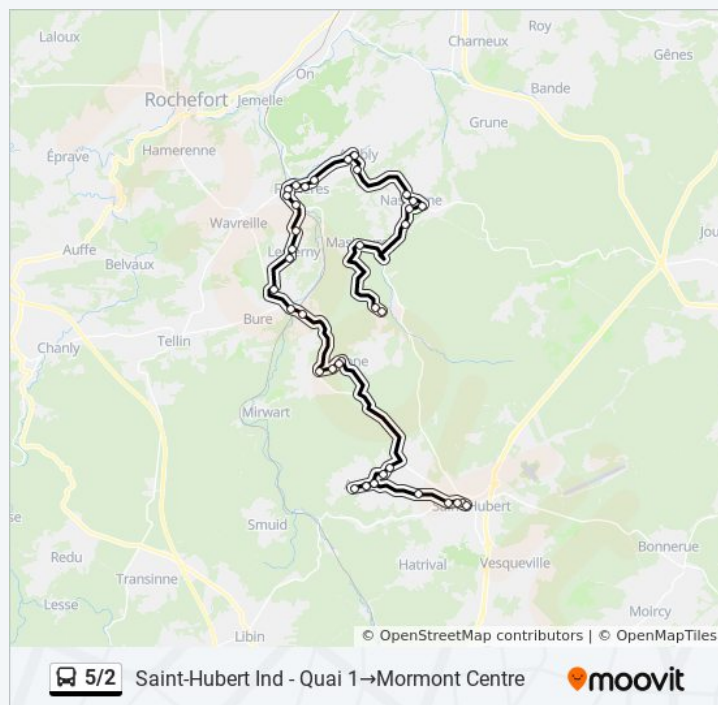 Laloux
Roy
Charneux
Gênes
On
Rochefort
Jemelle
Bande
Grune
Hamerenne
Éprave
Wavreille
Auffe
Belvaux
Bure
Tellin
Chanly
Mirwart
Smuid
Hatrival
Redu
Transinne
Vesqueville
Bonnerue
Lesse
Libin
Moircy
© OpenStreetMap contributors | © OpenMapTiles
5/2 Saint-Hubert Ind - Quai 1→Mormont Centre
moovit